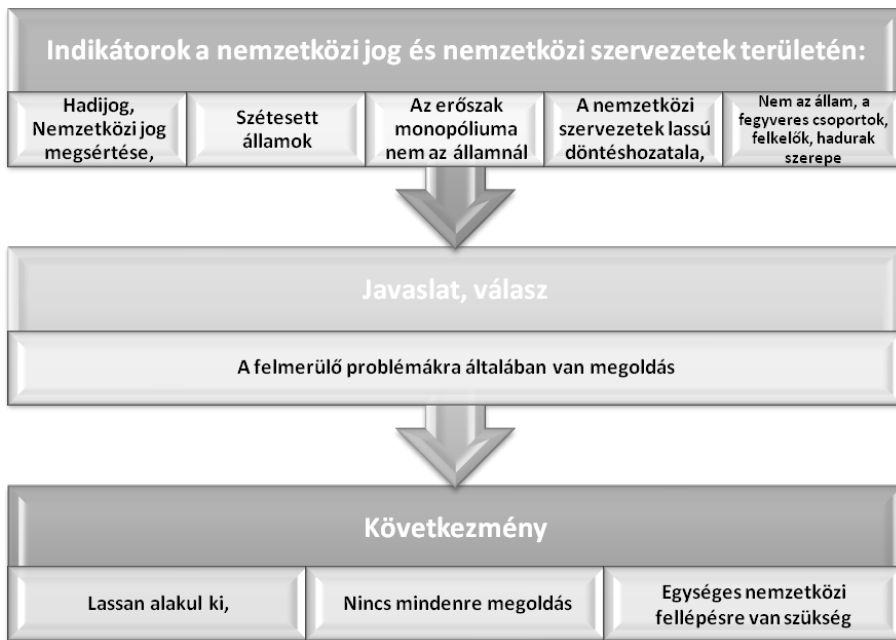 Indikátorok a nemzetközi jog és nemzetközi szervezetek területén:
Hadijog,
Nemzetközi jog
megsértése,
Szétesett
államok
Az erőszak
monopóliuma
nem az államnál
A nemzetközi
szervezetek lassú
döntéshozatala,
Nem az állam, a
fegyveres csoportok,
felkelők, hadurak
szerepe
Javaslat, válasz
A felmerülő problémákra általában van megoldás
Következmény
Lassan alakul ki,
Nincs mindenre megoldás
Egységes nemzetközi
fellépésre van szükség